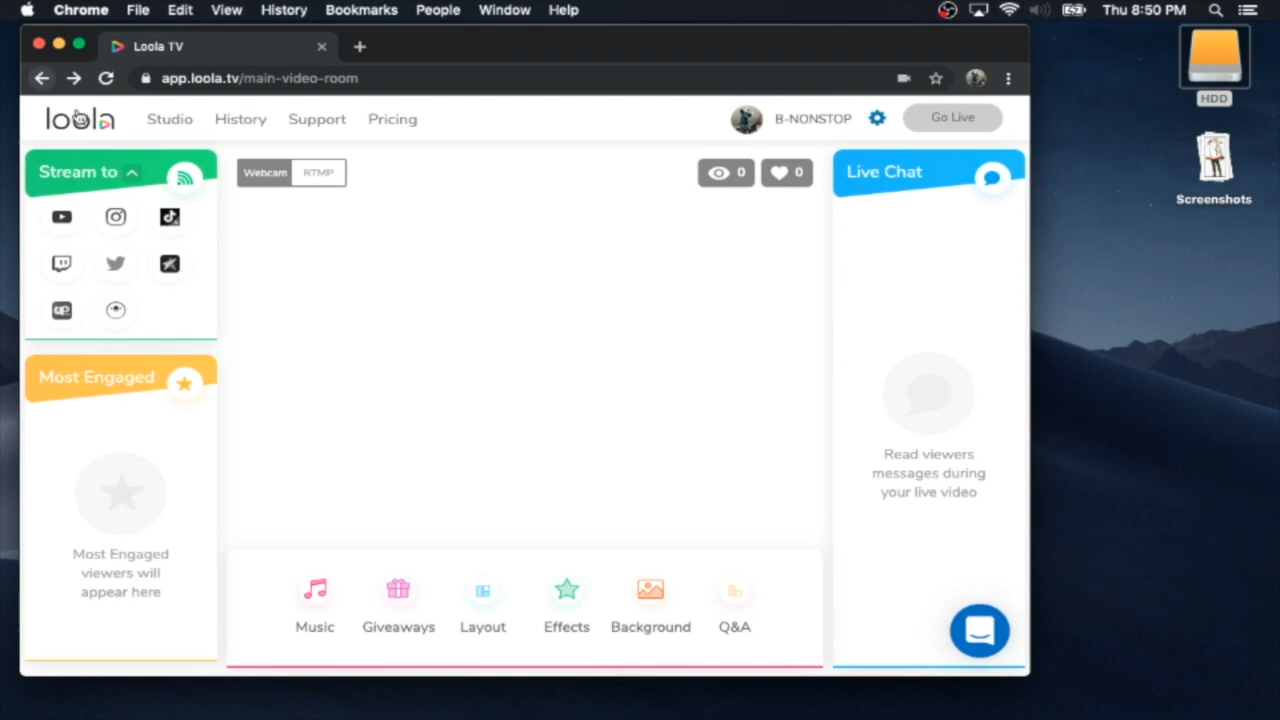 Chrome File Edit View History Bookmarks People Window Help Thu 8:50 PM
Loola TV
app.loola.tv/main-video-room
HDD
loola Studio History Support Pricing B-NONSTOP Go Live
Stream to
Webcam RTMP 0 0
Live Chat
Screenshots
up
Most Engaged
Read viewers
messages during
your live video
Most Engaged
viewers will
appear here
Music Giveaways Layout Effects Background Q&A